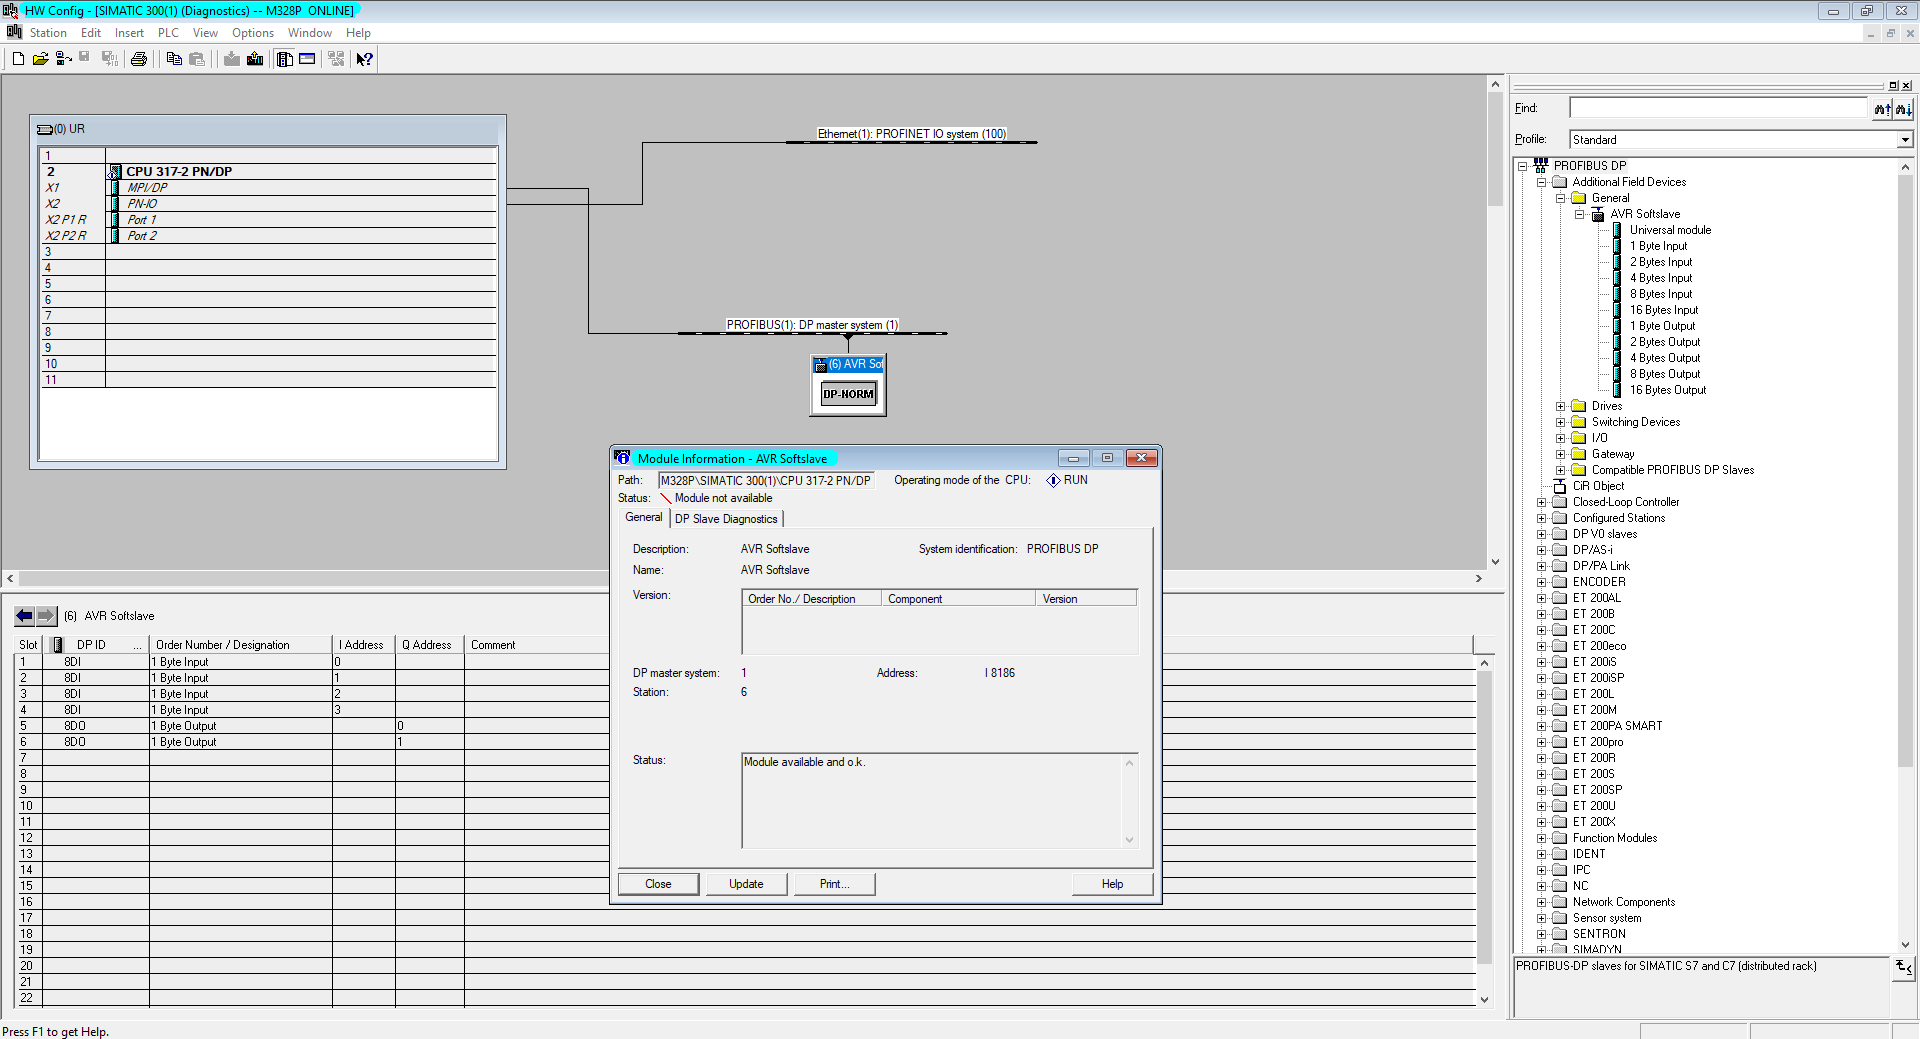 HW Config - [SIMATIC 300(1) (Diagnostics) -- M328P  ONLINE]
Station Edit Insert PLC View Options Window Help
(0) UR
1
2 CPU 317-2 PN/DP
X1 MPI/DP
X2 PN-IO
X2 P1 R Port 1
X2 P2 R Port 2
3
4
5
6
7
8
9
10
11
Ethernet(1): PROFINET IO system (100)
PROFIBUS(1): DP master system (1)
(6) AVR Sof
DP-NORM
(6) AVR Softslave
Slot DP ID ... Order Number / Designation I Address Q Address Comment
1 8DI 1 Byte Input 0
2 8DI 1 Byte Input 1
3 8DI 1 Byte Input 2
4 8DI 1 Byte Input 3
5 8DO 1 Byte Output 0
6 8DO 1 Byte Output 1
7
8
9
10
11
12
13
14
15
16
17
18
19
20
21
22
Module Information - AVR Softslave
Path: M328P\SIMATIC 300(1)\CPU 317-2 PN/DP Operating mode of the CPU: RUN
Status: Module not available
General DP Slave Diagnostics
Description: AVR Softslave System identification: PROFIBUS DP
Name: AVR Softslave
Version: Order No./ Description Component Version
DP master system: 1 Address: I 8186
Station: 6
Status: Module available and o.k.
Close Update Print... Help
Find:
Profile: Standard
PROFIBUS DP
Additional Field Devices
General
AVR Softslave
Universal module
1 Byte Input
2 Bytes Input
4 Bytes Input
8 Bytes Input
16 Bytes Input
1 Byte Output
2 Bytes Output
4 Bytes Output
8 Bytes Output
16 Bytes Output
Drives
Switching Devices
I/O
Gateway
Compatible PROFIBUS DP Slaves
CiR Object
Closed-Loop Controller
Configured Stations
DP V0 slaves
DP/AS-i
DP/PA Link
ENCODER
ET 200AL
ET 200B
ET 200C
ET 200eco
ET 200iS
ET 200iSP
ET 200L
ET 200M
ET 200PA SMART
ET 200pro
ET 200R
ET 200S
ET 200SP
ET 200U
ET 200X
Function Modules
IDENT
IPC
NC
Network Components
Sensor system
SENTRON
SIMADYN
PROFIBUS-DP slaves for SIMATIC S7 and C7 (distributed rack)
Press F1 to get Help.